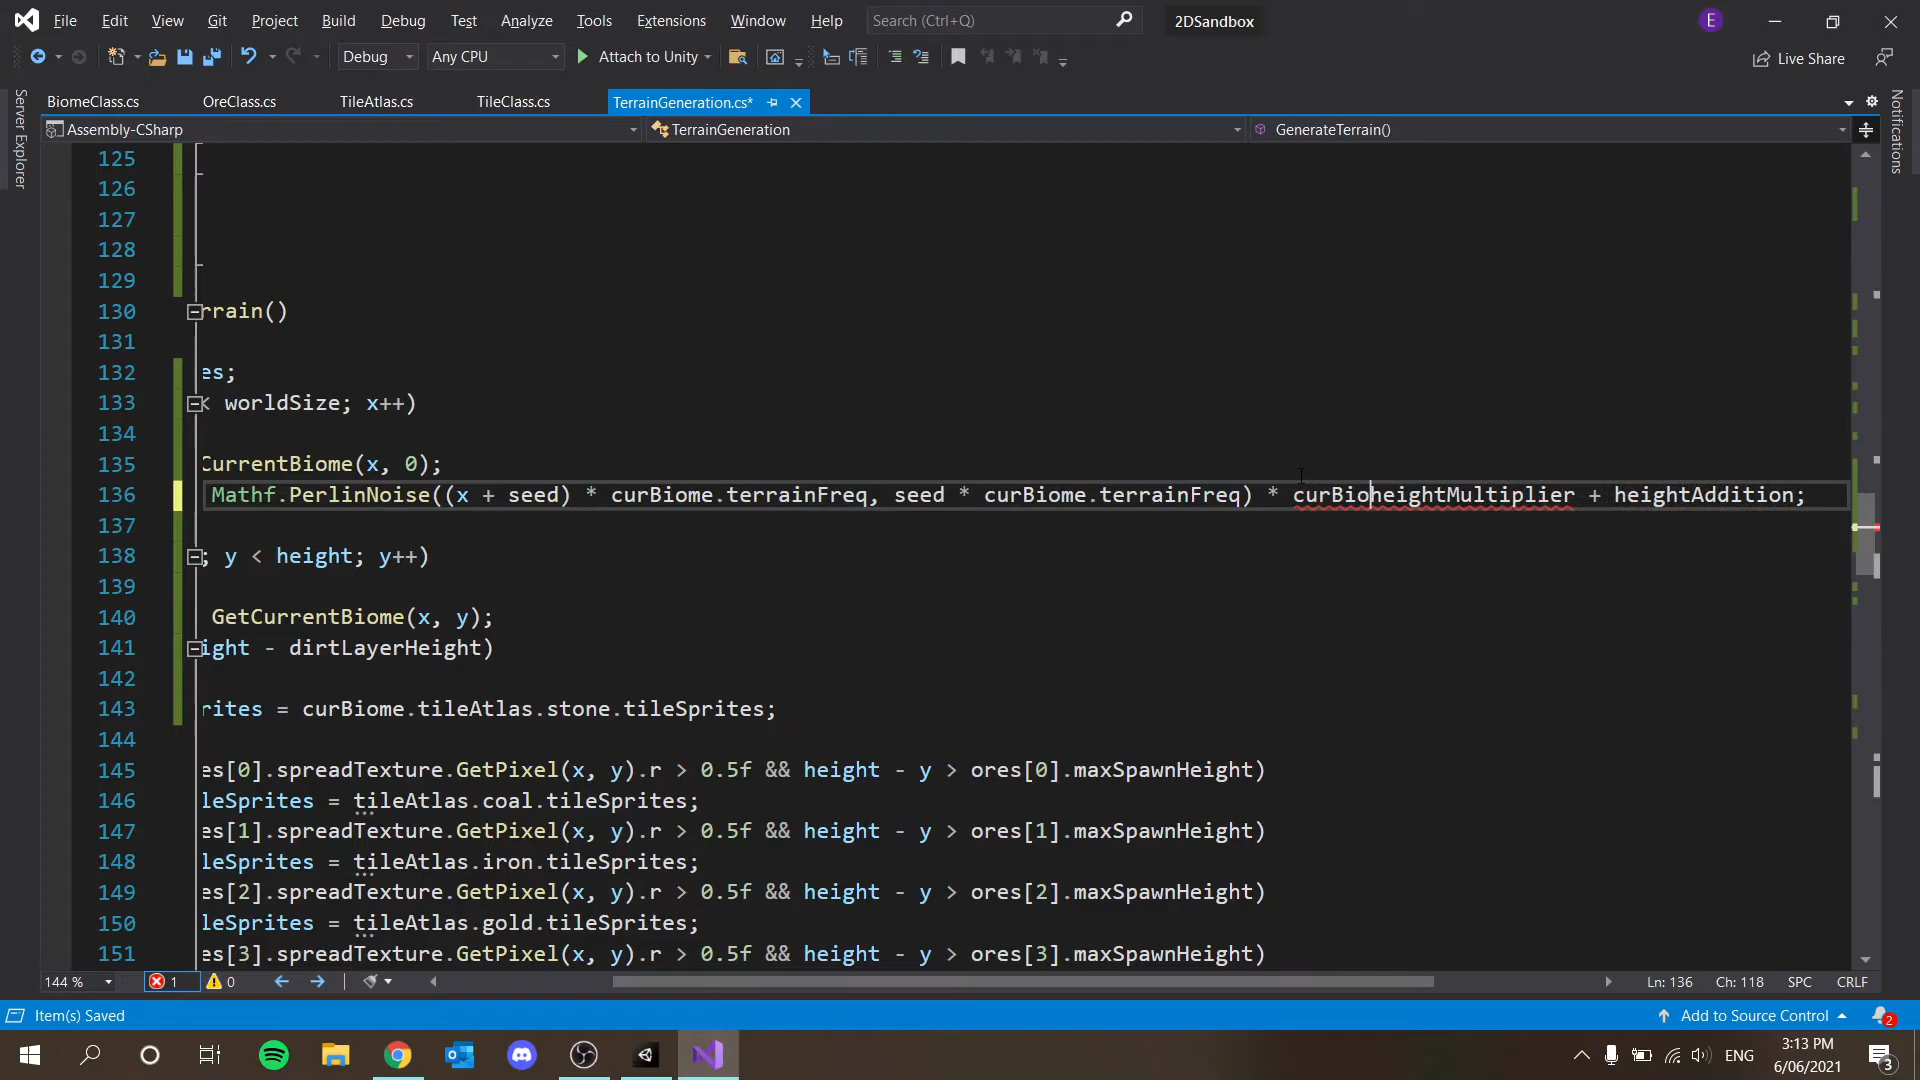 File Edit View Git Project Build Debug Test Analyze Tools Extensions Window Help Search (Ctrl+Q) 2DSandbox E
Debug Any CPU Attach to Unity Live Share
BiomeClass.cs OreClass.cs TileAtlas.cs TileClass.cs TerrainGeneration.cs*
Server Explorer
Notifications
Assembly-CSharp TerrainGeneration GenerateTerrain()
125
126
127
128
129
130 rrain()
131
132 es;
133 < worldSize; x++)
134
135 CurrentBiome(x, 0);
136 Mathf.PerlinNoise((x + seed) * curBiome.terrainFreq, seed * curBiome.terrainFreq) * curBioheightMultiplier + heightAddition;
137
138 ; y < height; y++)
139
140 GetCurrentBiome(x, y);
141 ight - dirtLayerHeight)
142
143 rites = curBiome.tileAtlas.stone.tileSprites;
144
145 es[0].spreadTexture.GetPixel(x, y).r > 0.5f && height - y > ores[0].maxSpawnHeight)
146 leSprites = tileAtlas.coal.tileSprites;
147 es[1].spreadTexture.GetPixel(x, y).r > 0.5f && height - y > ores[1].maxSpawnHeight)
148 leSprites = tileAtlas.iron.tileSprites;
149 es[2].spreadTexture.GetPixel(x, y).r > 0.5f && height - y > ores[2].maxSpawnHeight)
150 leSprites = tileAtlas.gold.tileSprites;
151 es[3].spreadTexture.GetPixel(x, y).r > 0.5f && height - y > ores[3].maxSpawnHeight)
144 % 1 0 Ln: 136 Ch: 118 SPC CRLF
Item(s) Saved Add to Source Control 2
ENG 3:13 PM
6/06/2021 3